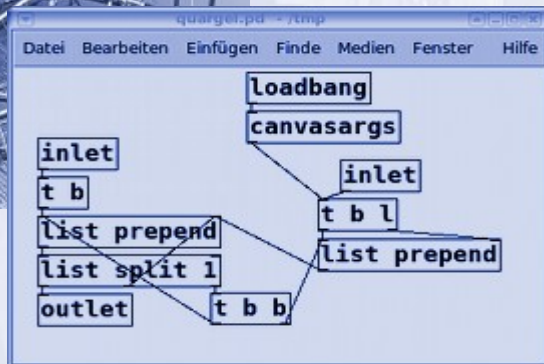 quargel.pd - /tmp
Datei Bearbeiten Einfügen Finde Medien Fenster Hilfe
loadbang
canvasargs
inlet
inlet
t b
t b l
list prepend
list prepend
list split 1
outlet
t b b